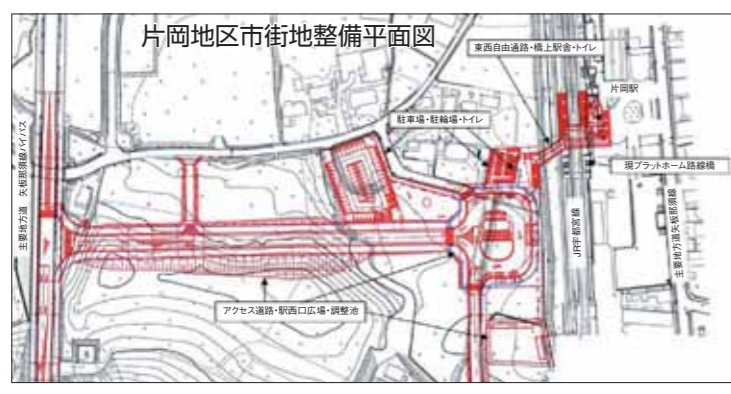 片岡地区市街地整備平面図
東西自由通路・橋上駅舎・トイレ
片岡駅
駐車場・駐輪場・トイレ
現プラットホーム路線橋
主要地方道 矢板那須線バイパス
JR宇都宮線
主要地方道矢板那須線
アクセス道路・駅西口広場・調整池